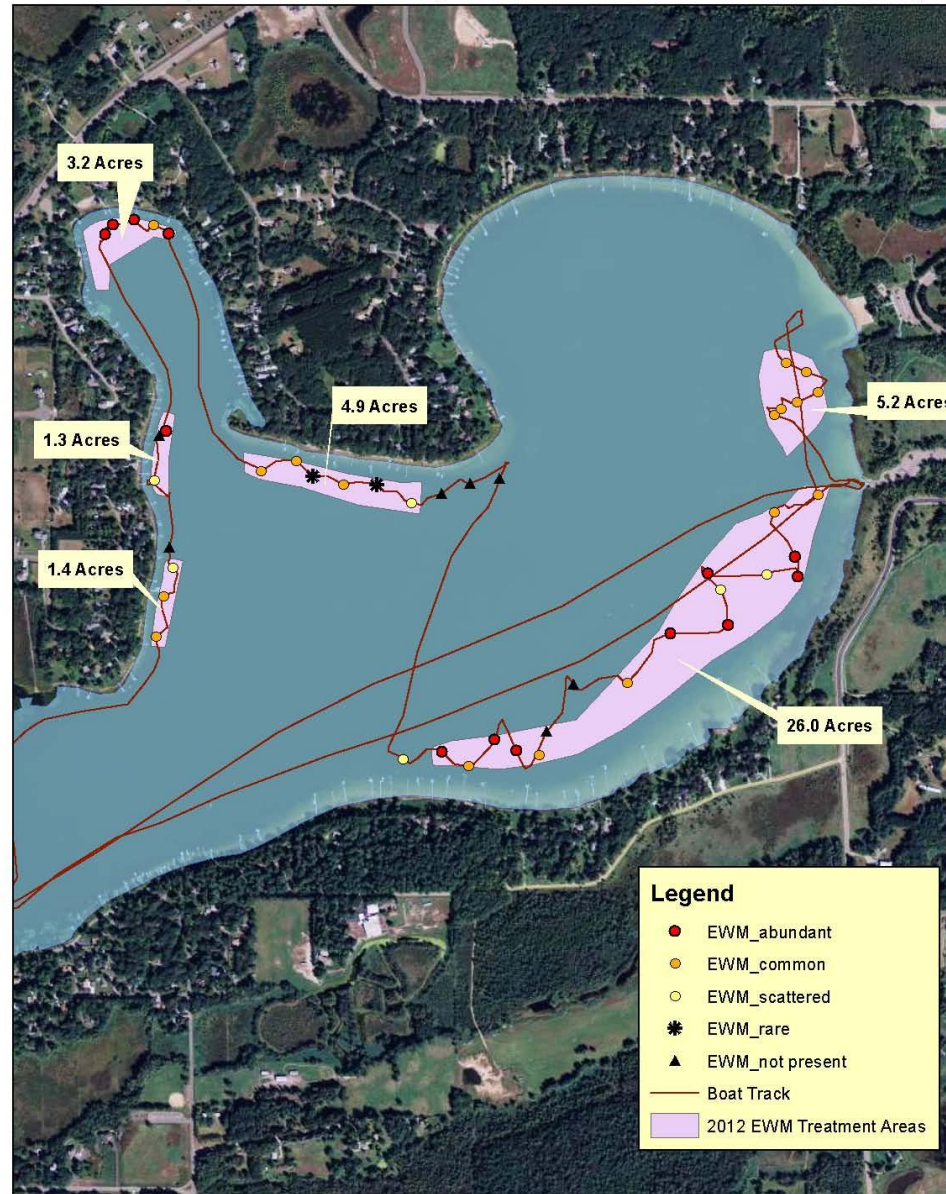 3.2 Acres
4.9 Acres
5.2 Acres
1.3 Acres
1.4 Acres
26.0 Acres
Legend
EWM_abundant
EWM_common
EWM_scattered
EWM_rare
EWM_not present
Boat Track
2012 EWM Treatment Areas